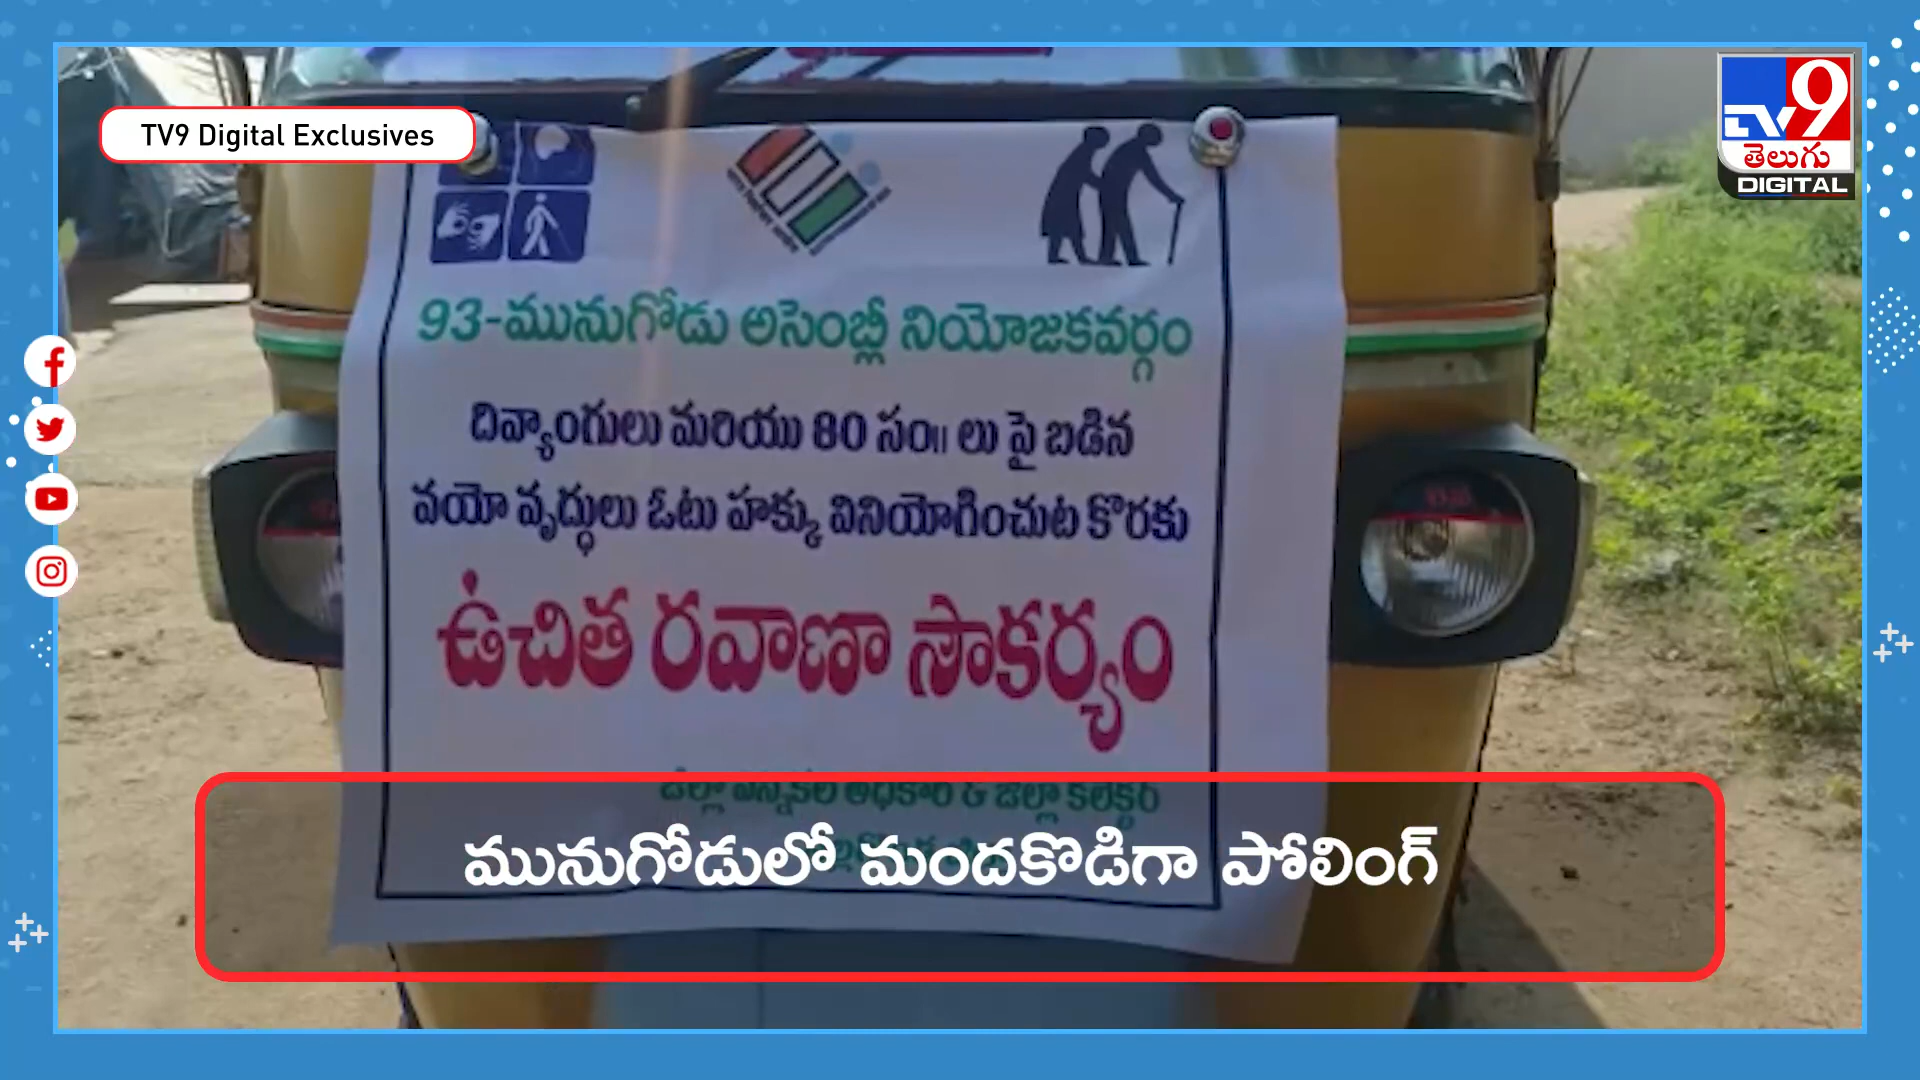 TV9 Digital Exclusives
TV9
తెలుగు
DIGITAL
93-మునుగోడు అసెంబ్లీ నియోజకవర్గం
దివ్యాంగులు మరియు 80 సం॥ లు పై బడిన
వయో వృద్ధులు ఓటు హక్కు వినియోగించుట కొరకు
ఉచిత రవాణా సౌకర్యం
జిల్లా ఎన్నికల అధికారి & జిల్లా కలెక్టర్
మునుగోడులో మందకొడిగా పోలింగ్